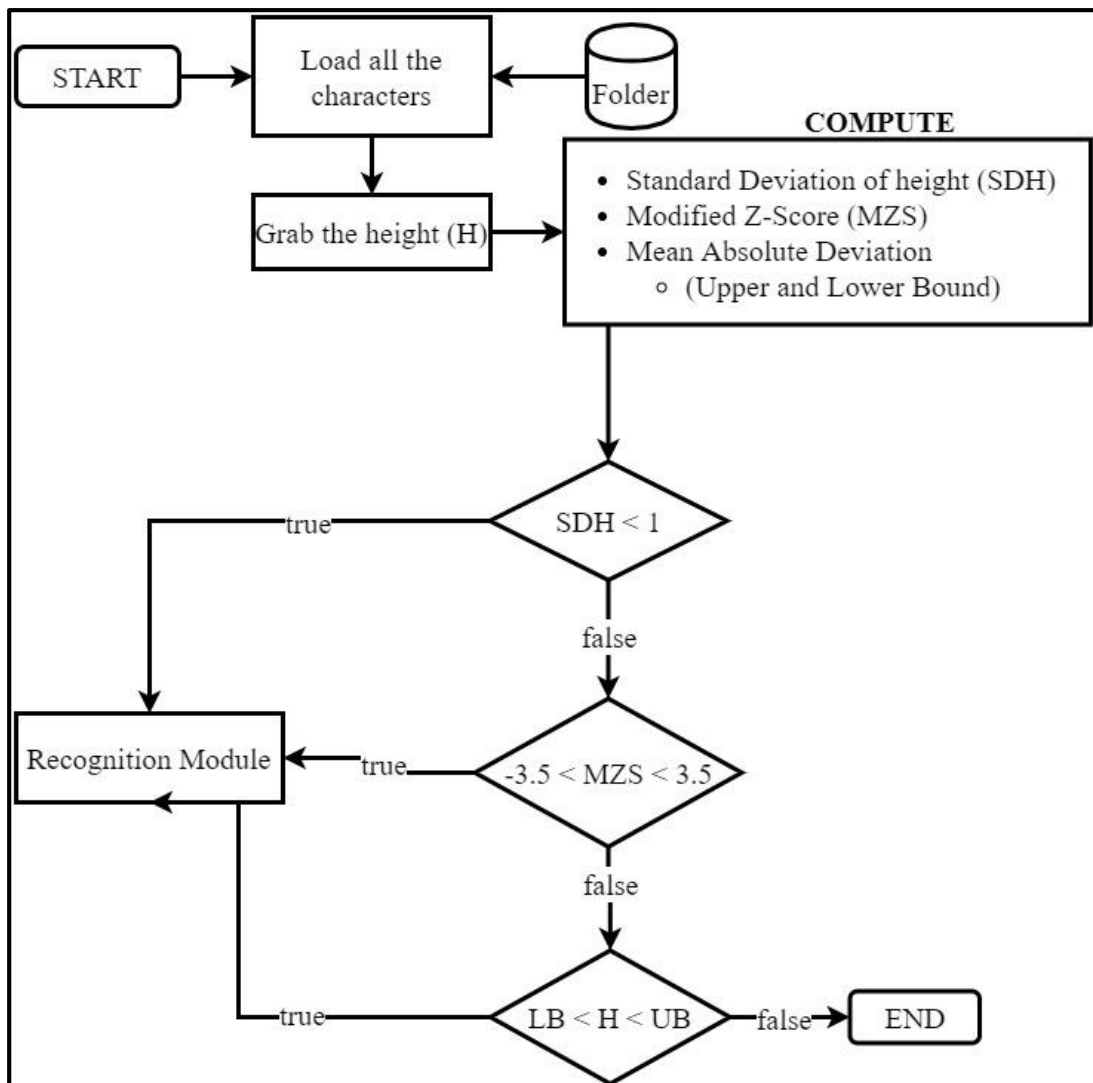 START
Load all the
characters
Folder
COMPUTE
• Standard Deviation of height (SDH)
• Modified Z-Score (MZS)
• Mean Absolute Deviation
◦ (Upper and Lower Bound)
Grab the height (H)
SDH < 1
true
false
Recognition Module
true
-3.5 < MZS < 3.5
false
true
LB < H < UB
false
END